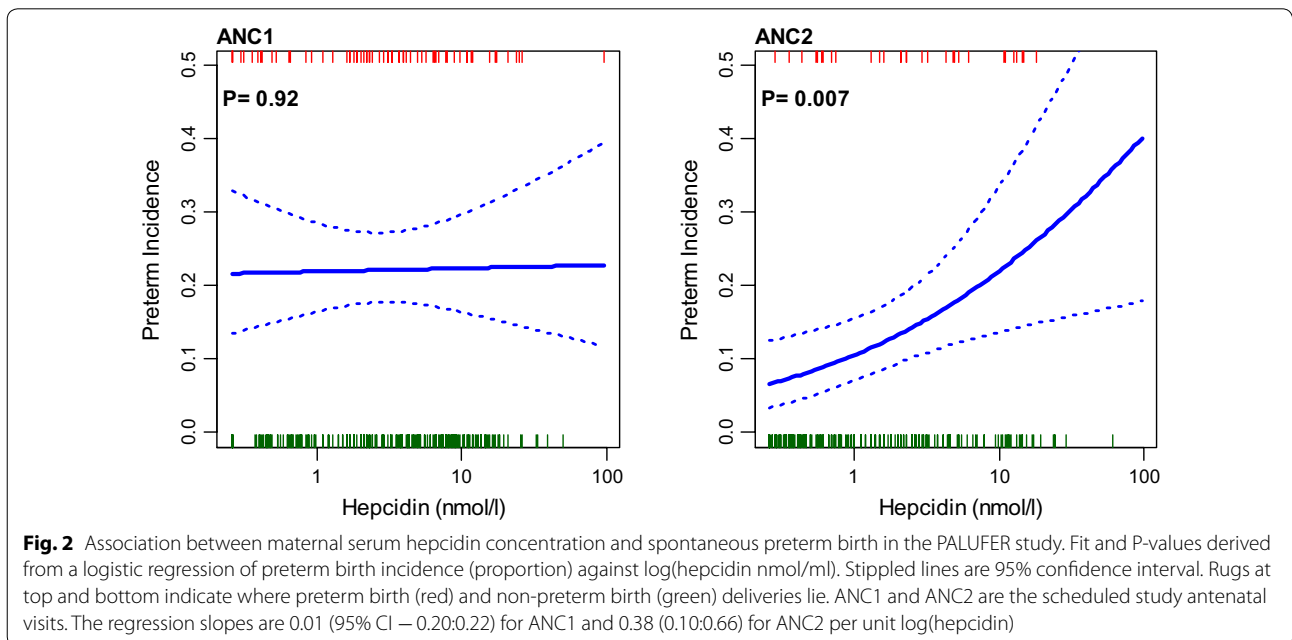 ANC1
P= 0.92
Preterm Incidence
0.5
0.4
0.3
0.2
0.1
0.0
1
10
100
Hepcidin (nmol/l)
ANC2
P= 0.007
Preterm Incidence
0.5
0.4
0.3
0.2
0.1
0.0
1
10
100
Hepcidin (nmol/l)
Fig. 2 Association between maternal serum hepcidin concentration and spontaneous preterm birth in the PALUFER study. Fit and P-values derived
from a logistic regression of preterm birth incidence (proportion) against log(hepcidin nmol/ml). Stippled lines are 95% confidence interval. Rugs at
top and bottom indicate where preterm birth (red) and non-preterm birth (green) deliveries lie. ANC1 and ANC2 are the scheduled study antenatal
visits. The regression slopes are 0.01 (95% CI − 0.20:0.22) for ANC1 and 0.38 (0.10:0.66) for ANC2 per unit log(hepcidin)